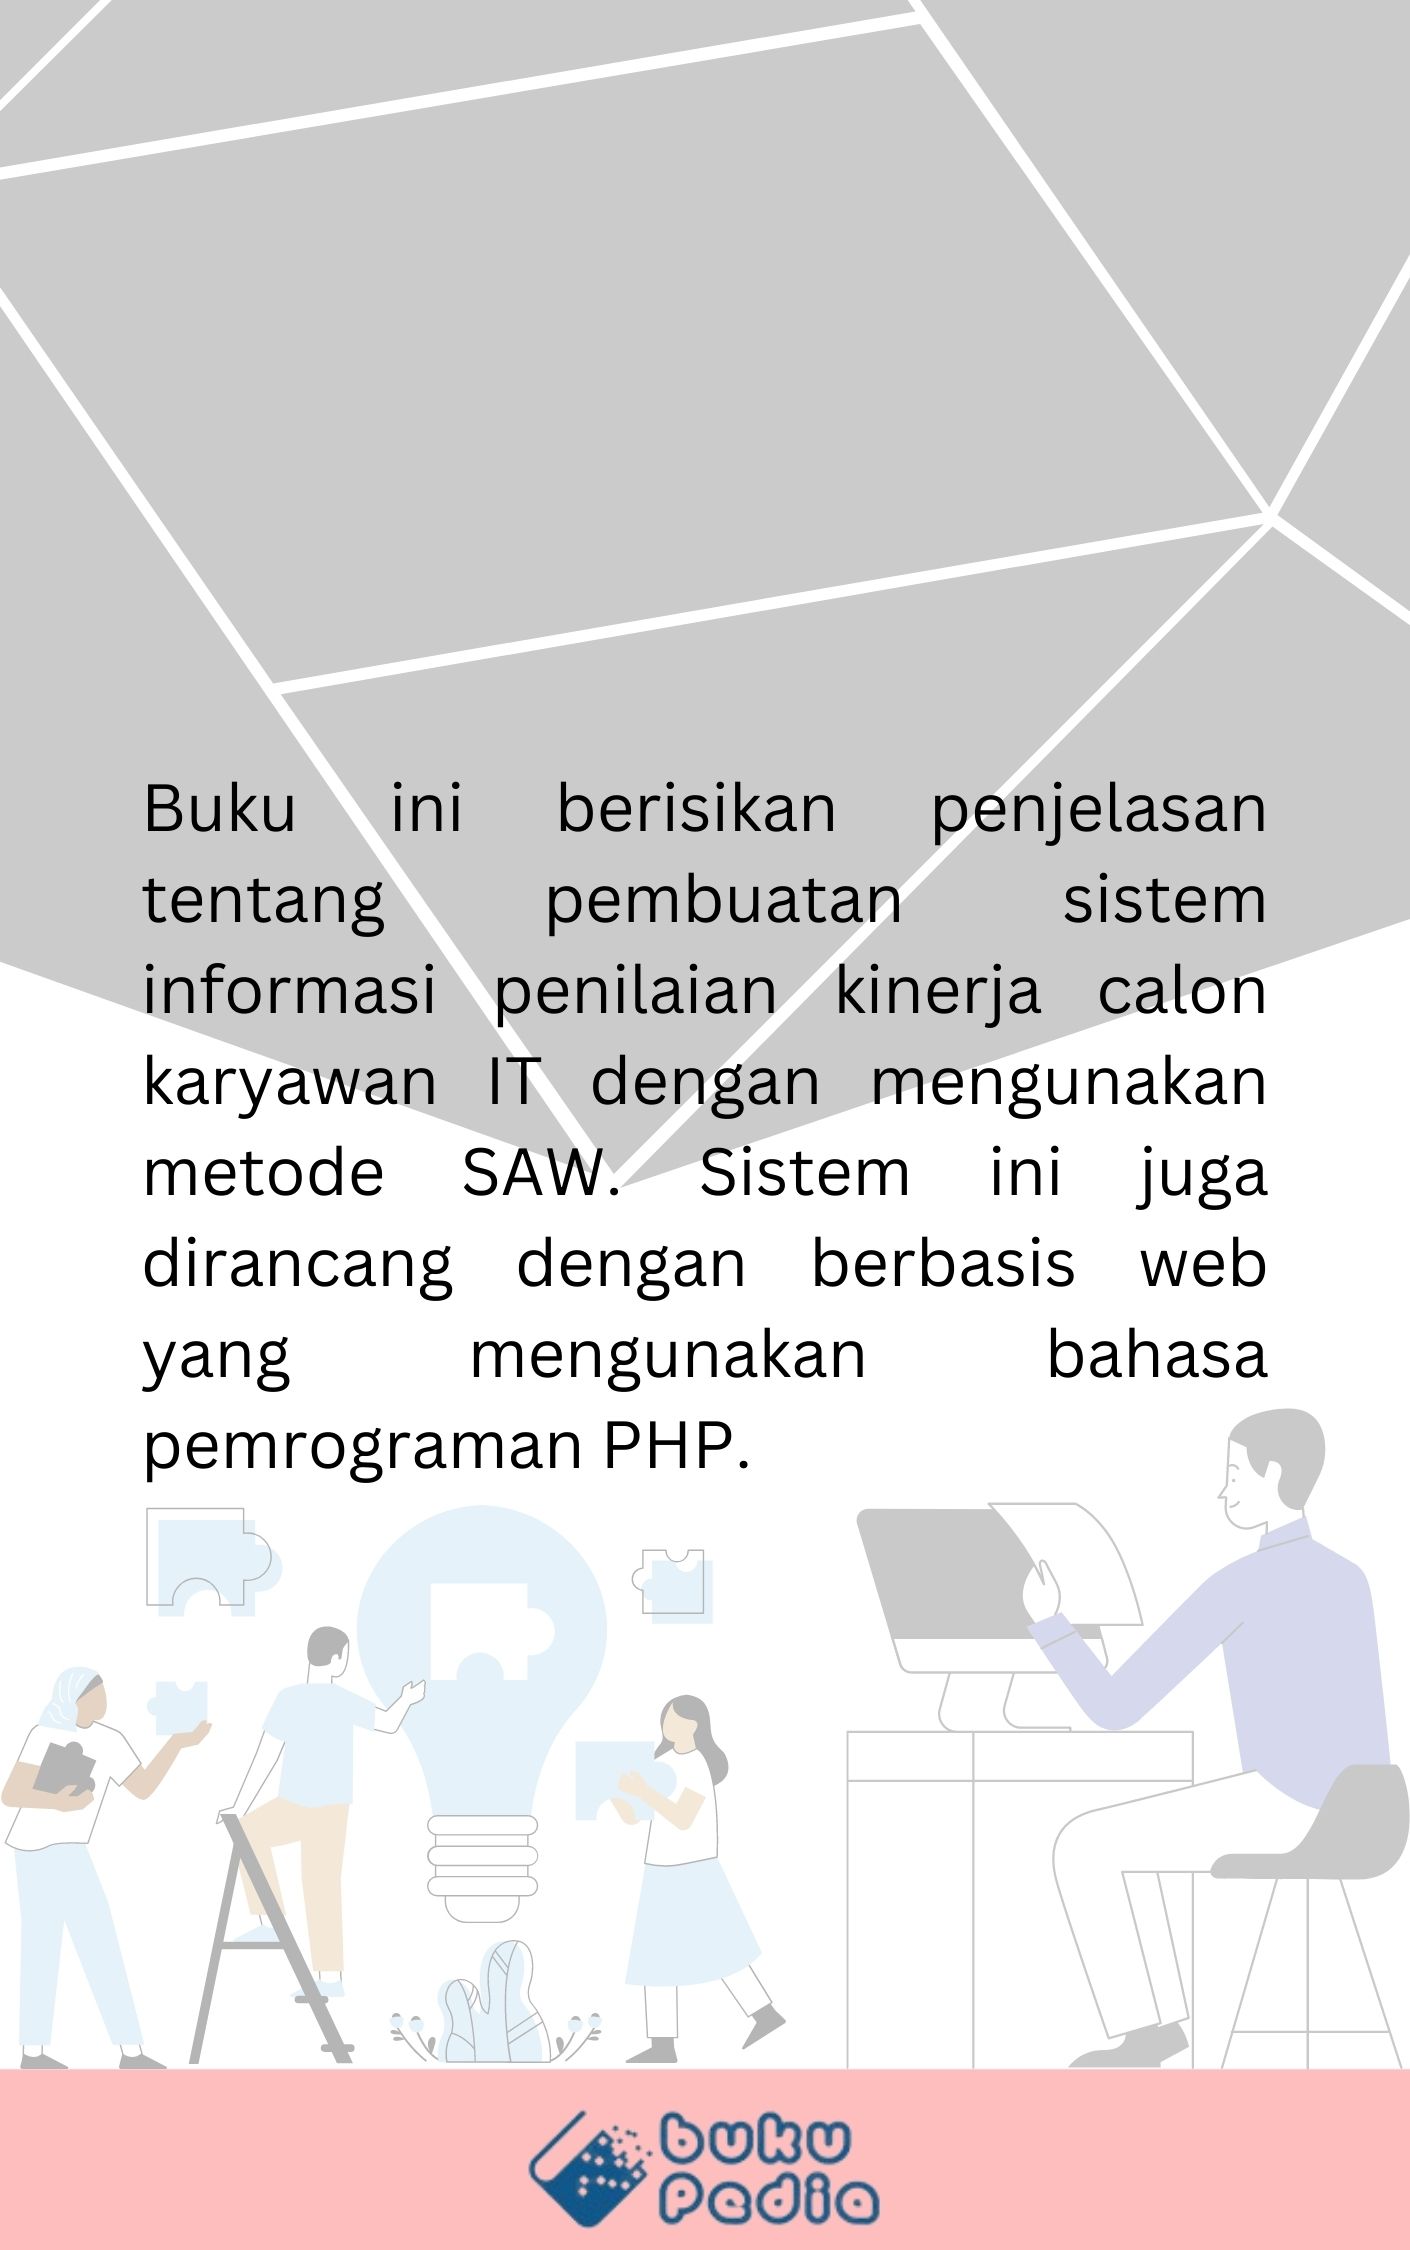 Buku ini berisikan penjelasan
tentang pembuatan sistem
informasi penilaian kinerja calon
karyawan IT dengan mengunakan
metode SAW. Sistem ini juga
dirancang dengan berbasis web
yang mengunakan bahasa
pemrograman PHP.
buku
Pedia